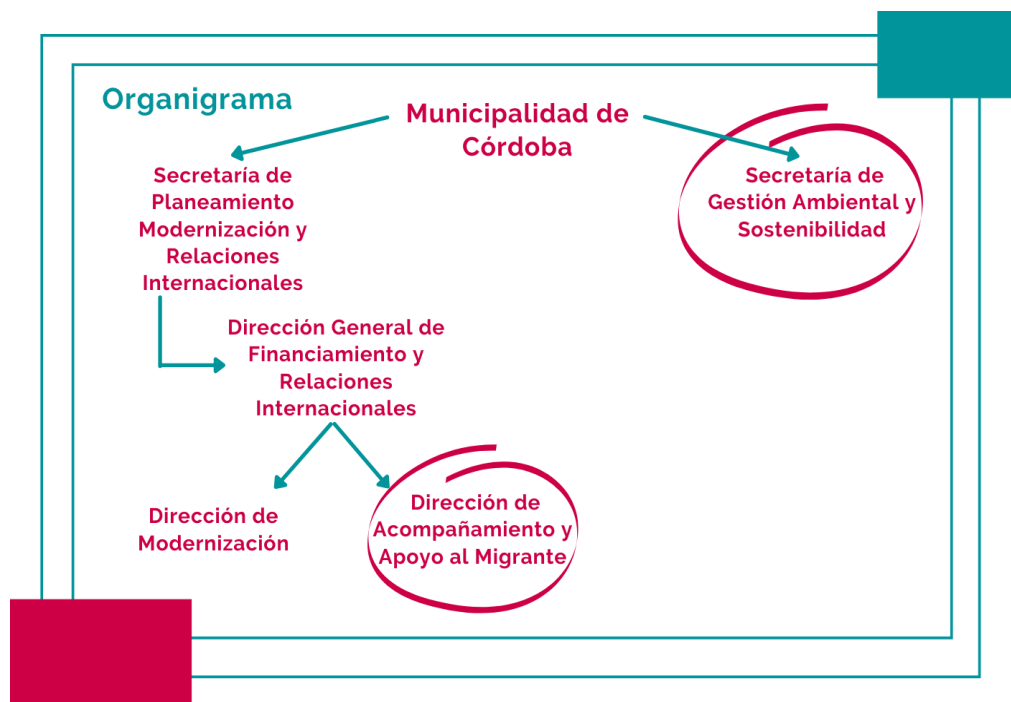 Organigrama
Municipalidad de
Córdoba
Secretaría de
Planeamiento
Modernización y
Relaciones
Internacionales
Secretaría de
Gestión Ambiental y
Sostenibilidad
Dirección General de
Financiamiento y
Relaciones
Internacionales
Dirección de
Modernización
Dirección de
Acompañamiento y
Apoyo al Migrante